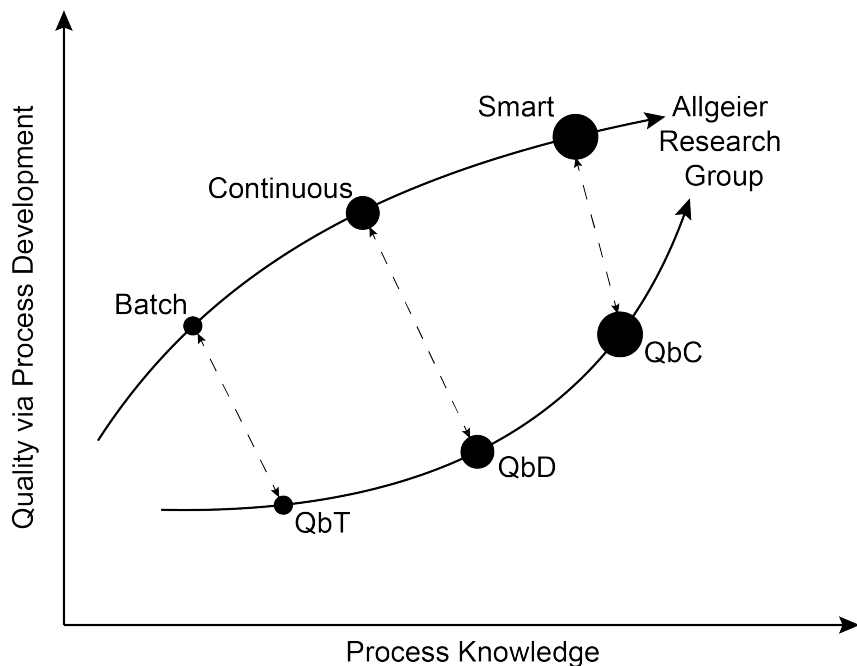 Smart
Allgeier
Research
Group
Continuous
Batch
QbC
QbD
QbT
Quality via Process Development
Process Knowledge